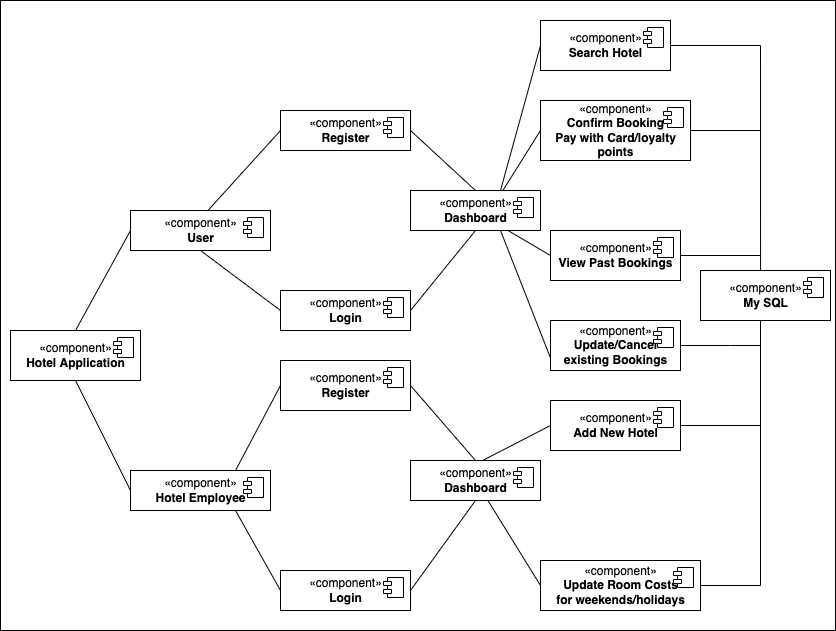 «component»
Search Hotel
«component»
Confirm Booking
Pay with Card/loyalty
points
«component»
Register
«component»
Dashboard
«component»
User
«component»
View Past Bookings
«component»
My SQL
«component»
Login
«component»
Update/Cancel
existing Bookings
«component»
Hotel Application
«component»
Register
«component»
Add New Hotel
«component»
Dashboard
«component»
Hotel Employee
«component»
Login
«component»
Update Room Costs
for weekends/holidays